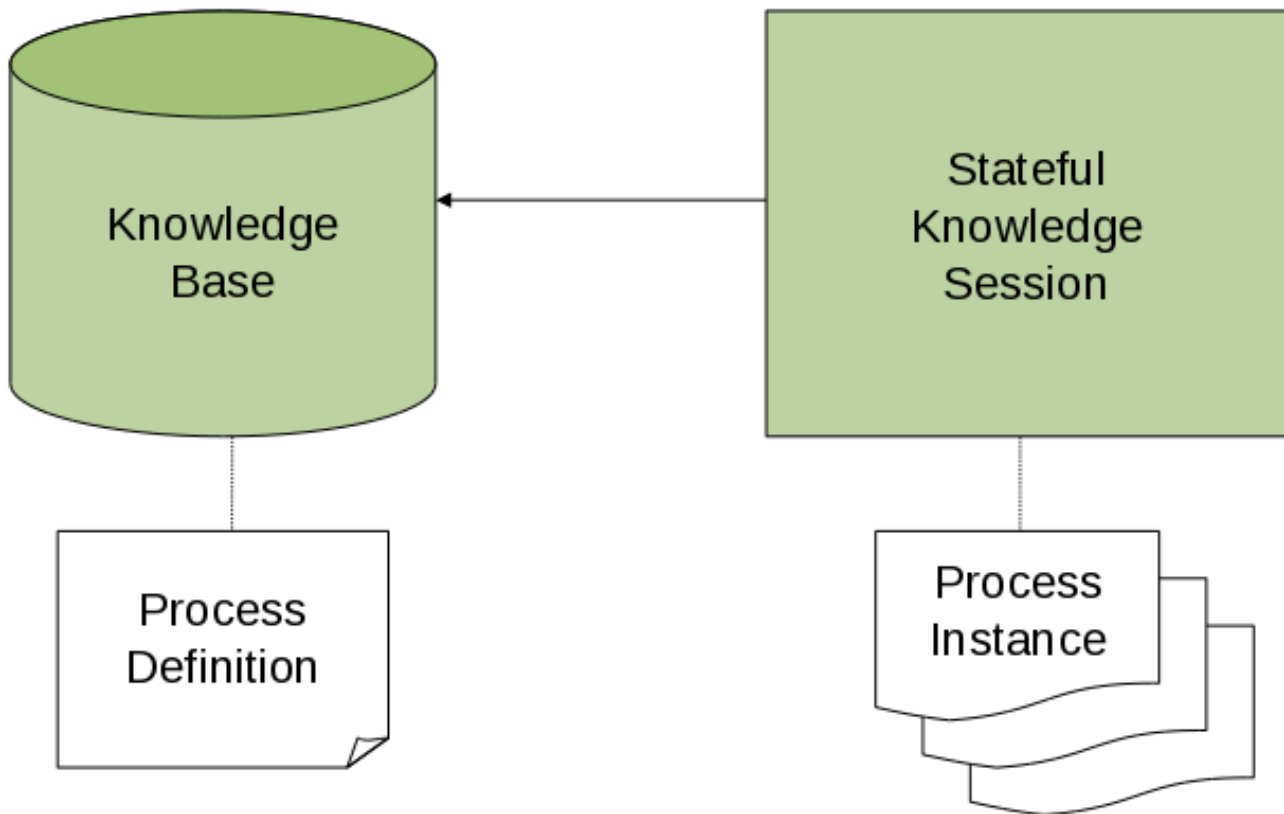 Knowledge
Base
Stateful
Knowledge
Session
Process
Definition
Process
Instance